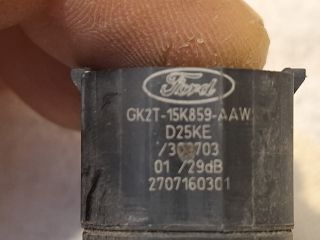 Ford
GK2T-15K859-AAW
D25KE
01 /29dB
2707160301